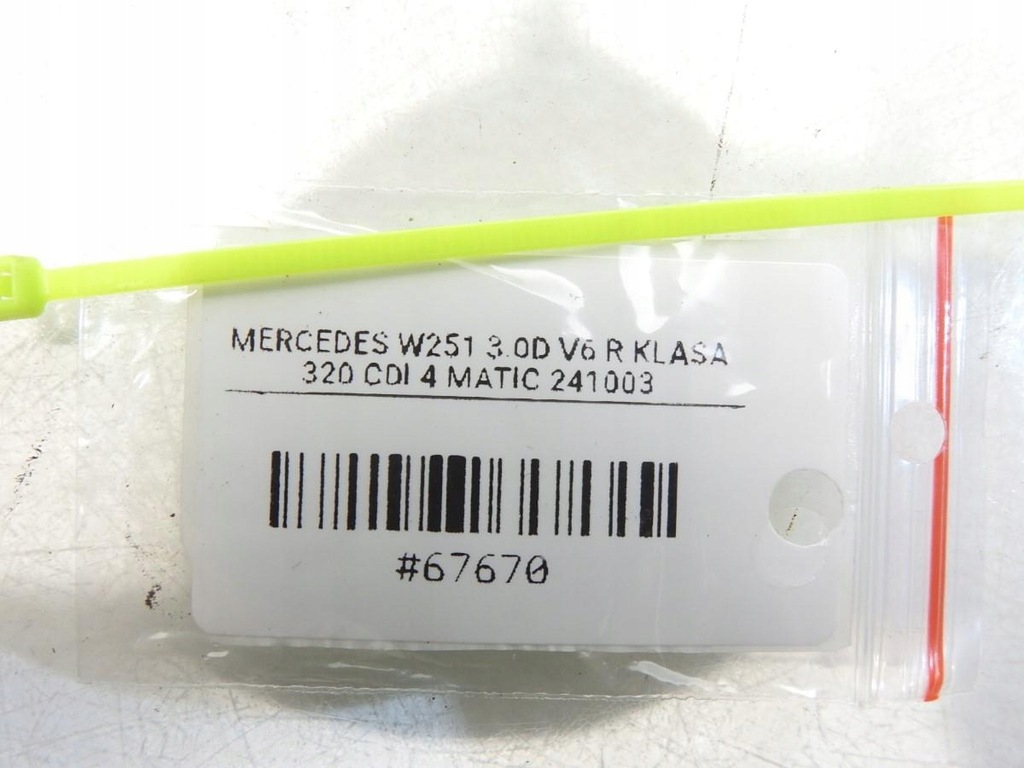 MERCEDES W251 3.0D V6 R KLASA
320 CDI 4 MATIC 241003
#67670